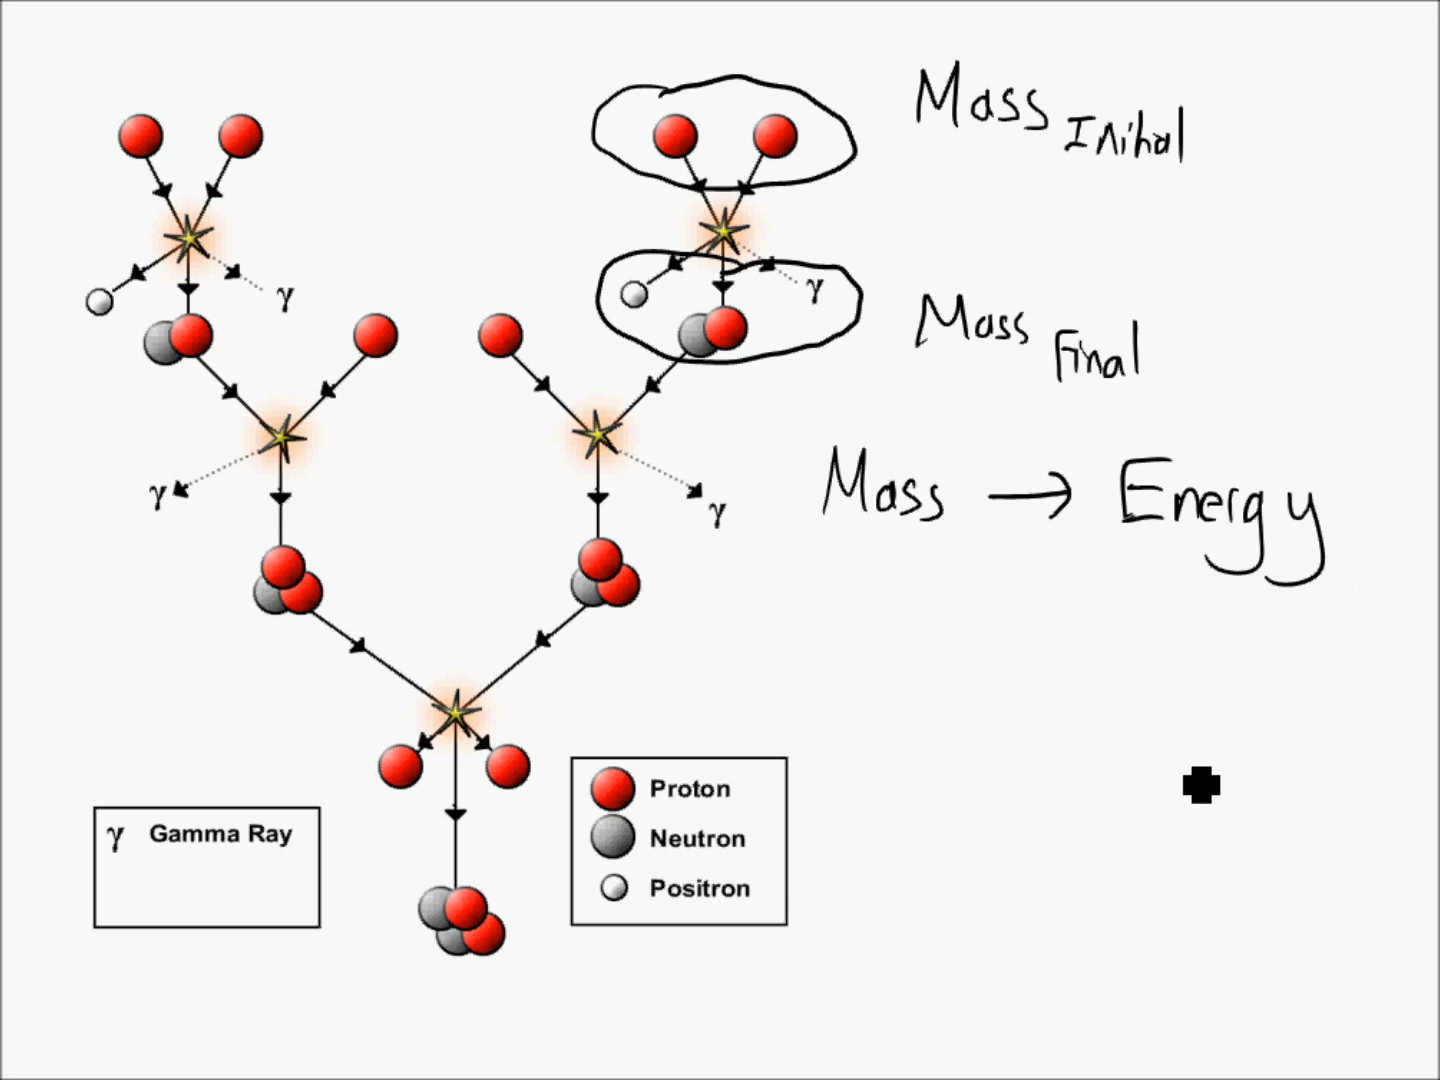 Mass Initial
γ
γ
Mass Final
γ
γ
Mass → Energy
Proton
γ Gamma Ray
Neutron
Positron